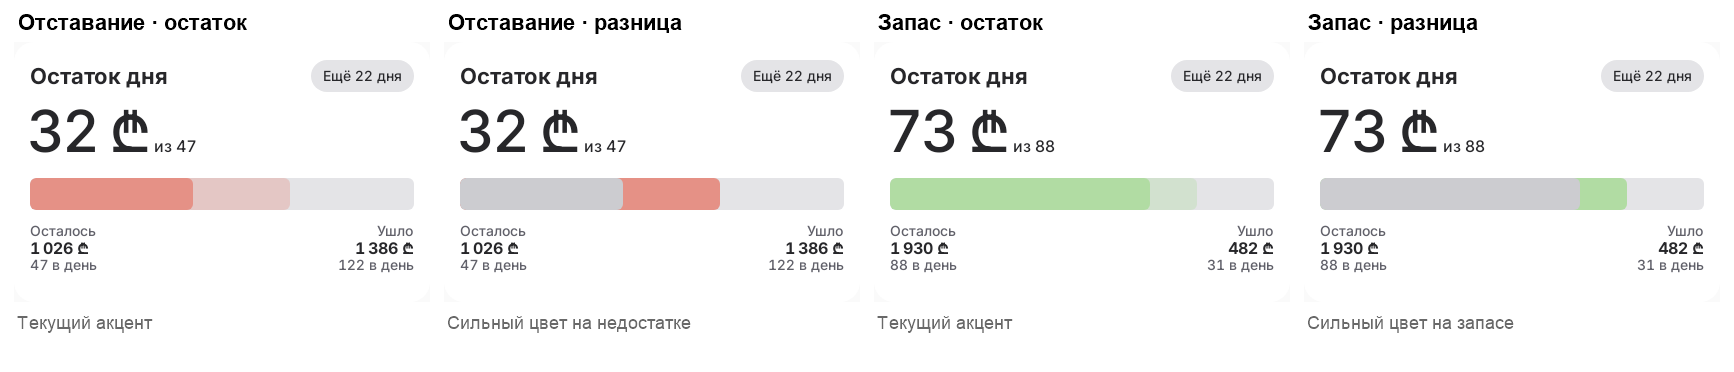 Отставание · остаток
Остаток дня
Ещё 22 дня
32 ₾ из 47
Осталось
Ушло
1 026 ₾
1 386 ₾
47 в день
122 в день
Текущий акцент
Отставание · разница
Остаток дня
Ещё 22 дня
32 ₾ из 47
Осталось
Ушло
1 026 ₾
1 386 ₾
47 в день
122 в день
Сильный цвет на недостатке
Запас · остаток
Остаток дня
Ещё 22 дня
73 ₾ из 88
Осталось
Ушло
1 930 ₾
482 ₾
88 в день
31 в день
Текущий акцент
Запас · разница
Остаток дня
Ещё 22 дня
73 ₾ из 88
Осталось
Ушло
1 930 ₾
482 ₾
88 в день
31 в день
Сильный цвет на запасе